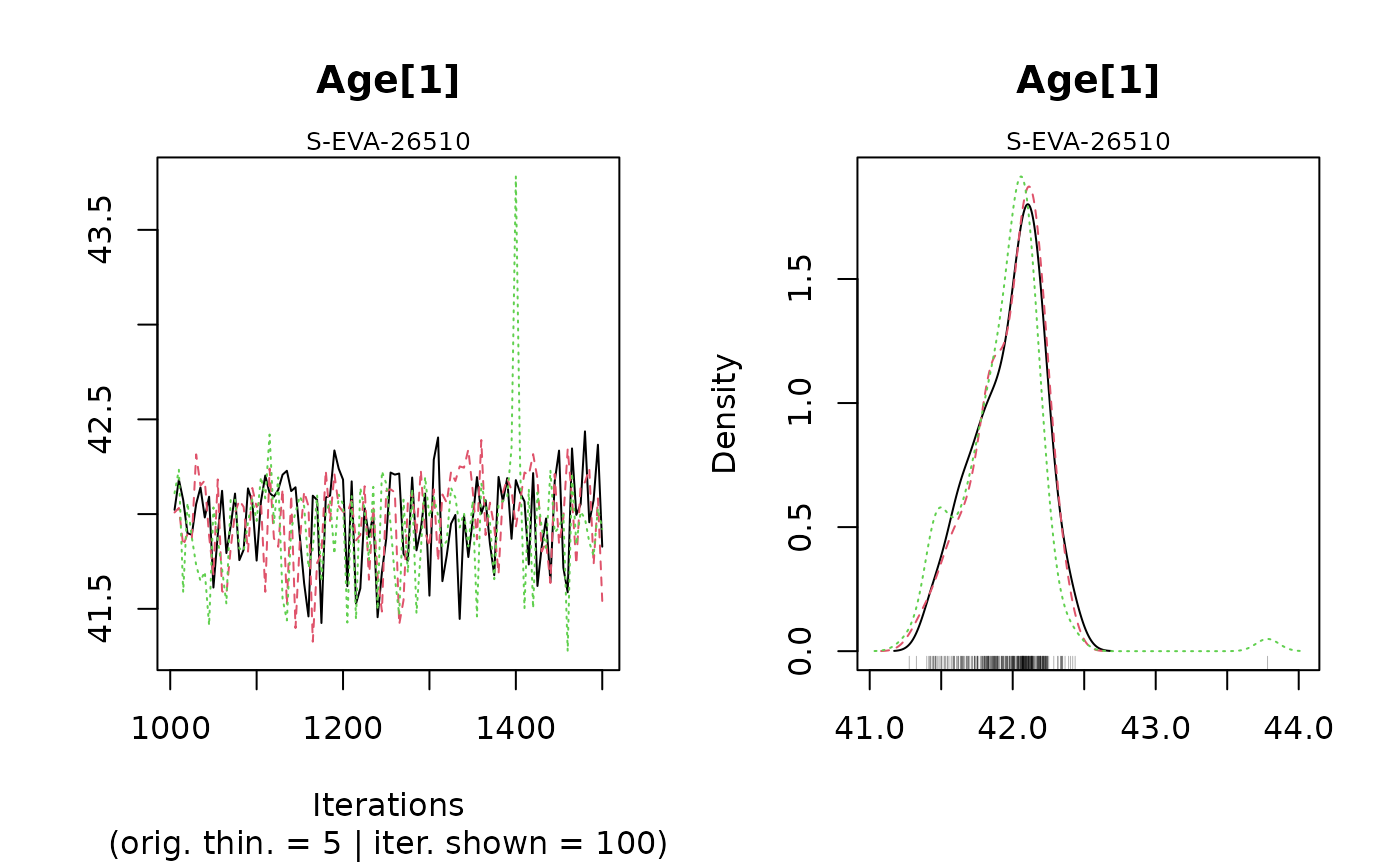 Age[1]
S-EVA-26510
43.5
42.5
41.5
1000 1200 1400
Iterations
(orig. thin. = 5 | iter. shown = 100)
Age[1]
S-EVA-26510
Density
1.5
1.0
0.5
0.0
41.0 42.0 43.0 44.0